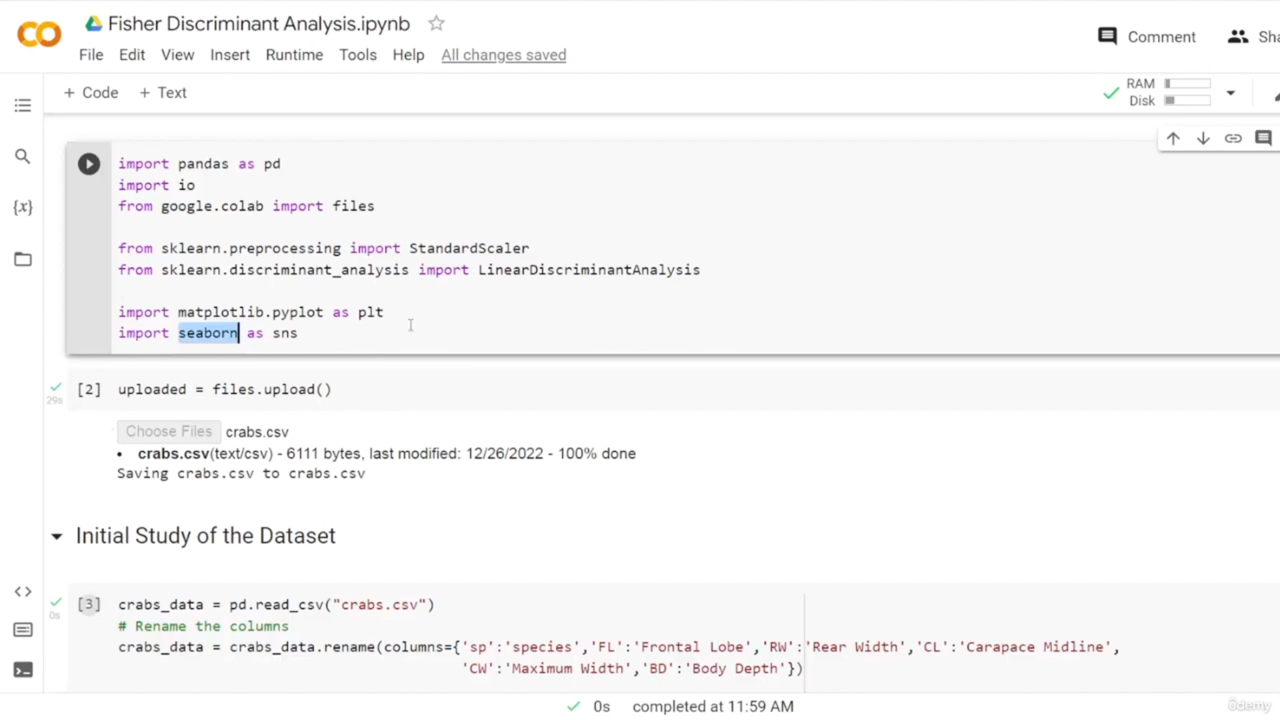 Fisher Discriminant Analysis.ipynb
Comment
File Edit View Insert Runtime Tools Help All changes saved
+ Code + Text
RAM
Disk
import pandas as pd
import io
from google.colab import files
from sklearn.preprocessing import StandardScaler
from sklearn.discriminant_analysis import LinearDiscriminantAnalysis
import matplotlib.pyplot as plt
import seaborn as sns
29s
[2] uploaded = files.upload()
Choose Files crabs.csv
• crabs.csv(text/csv) - 6111 bytes, last modified: 12/26/2022 - 100% done
Saving crabs.csv to crabs.csv
Initial Study of the Dataset
0s
[3] crabs_data = pd.read_csv("crabs.csv")
# Rename the columns
crabs_data = crabs_data.rename(columns={'sp':'species','FL':'Frontal Lobe','RW':'Rear Width','CL':'Carapace Midline',
'CW':'Maximum Width','BD':'Body Depth'})
0s completed at 11:59 AM
ûdemy